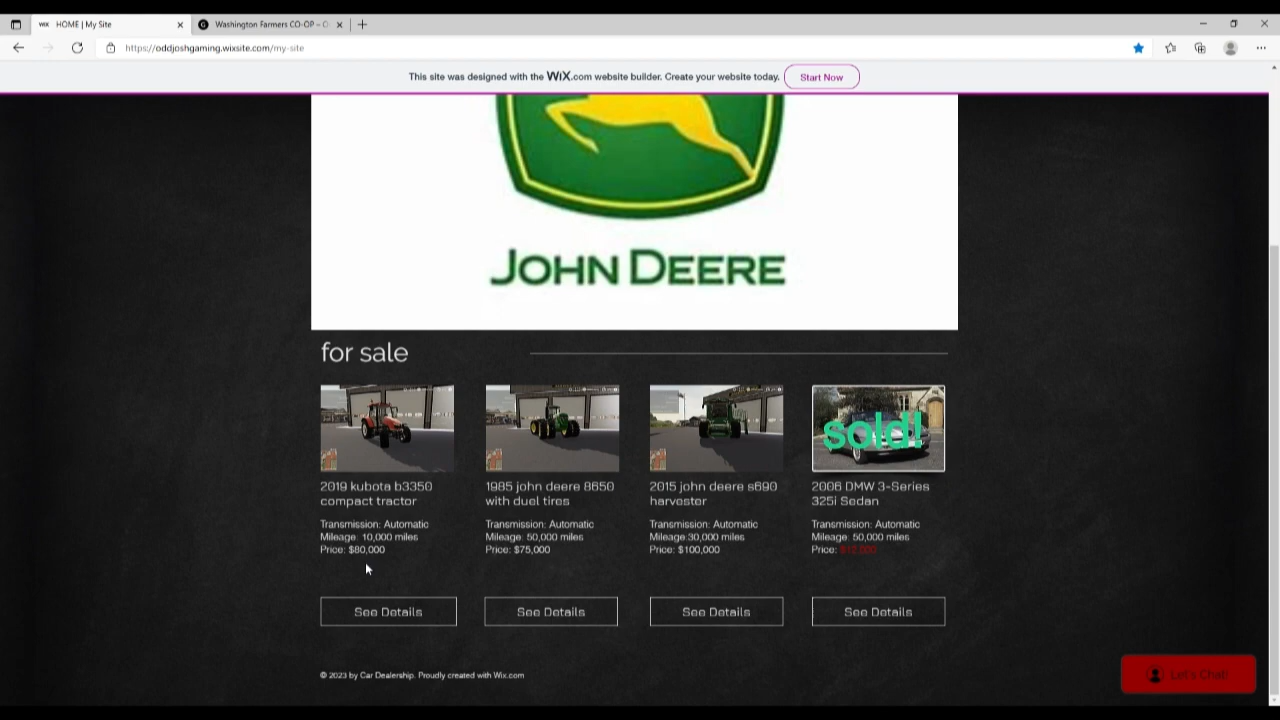 HOME | My Site
Washington Farmers CO-OP – C
https://oddjoshgaming.wixsite.com/my-site
This site was designed with the WiX.com website builder. Create your website today.
Start Now
JOHN DEERE
for sale
sold!
2019 kubota b3350
compact tractor
Transmission: Automatic
Mileage: 10,000 miles
Price: $80,000
See Details
1985 john deere 8650
with duel tires
Transmission: Automatic
Mileage: 50,000 miles
Price: $75,000
See Details
2015 john deere s690
harvester
Transmission: Automatic
Mileage:30,000 miles
Price: $100,000
See Details
2006 DMW 3-Series
325i Sedan
Transmission: Automatic
Mileage: 50,000 miles
Price: $12,000
See Details
© 2023 by Car Dealership. Proudly created with Wix.com
Let's Chat!